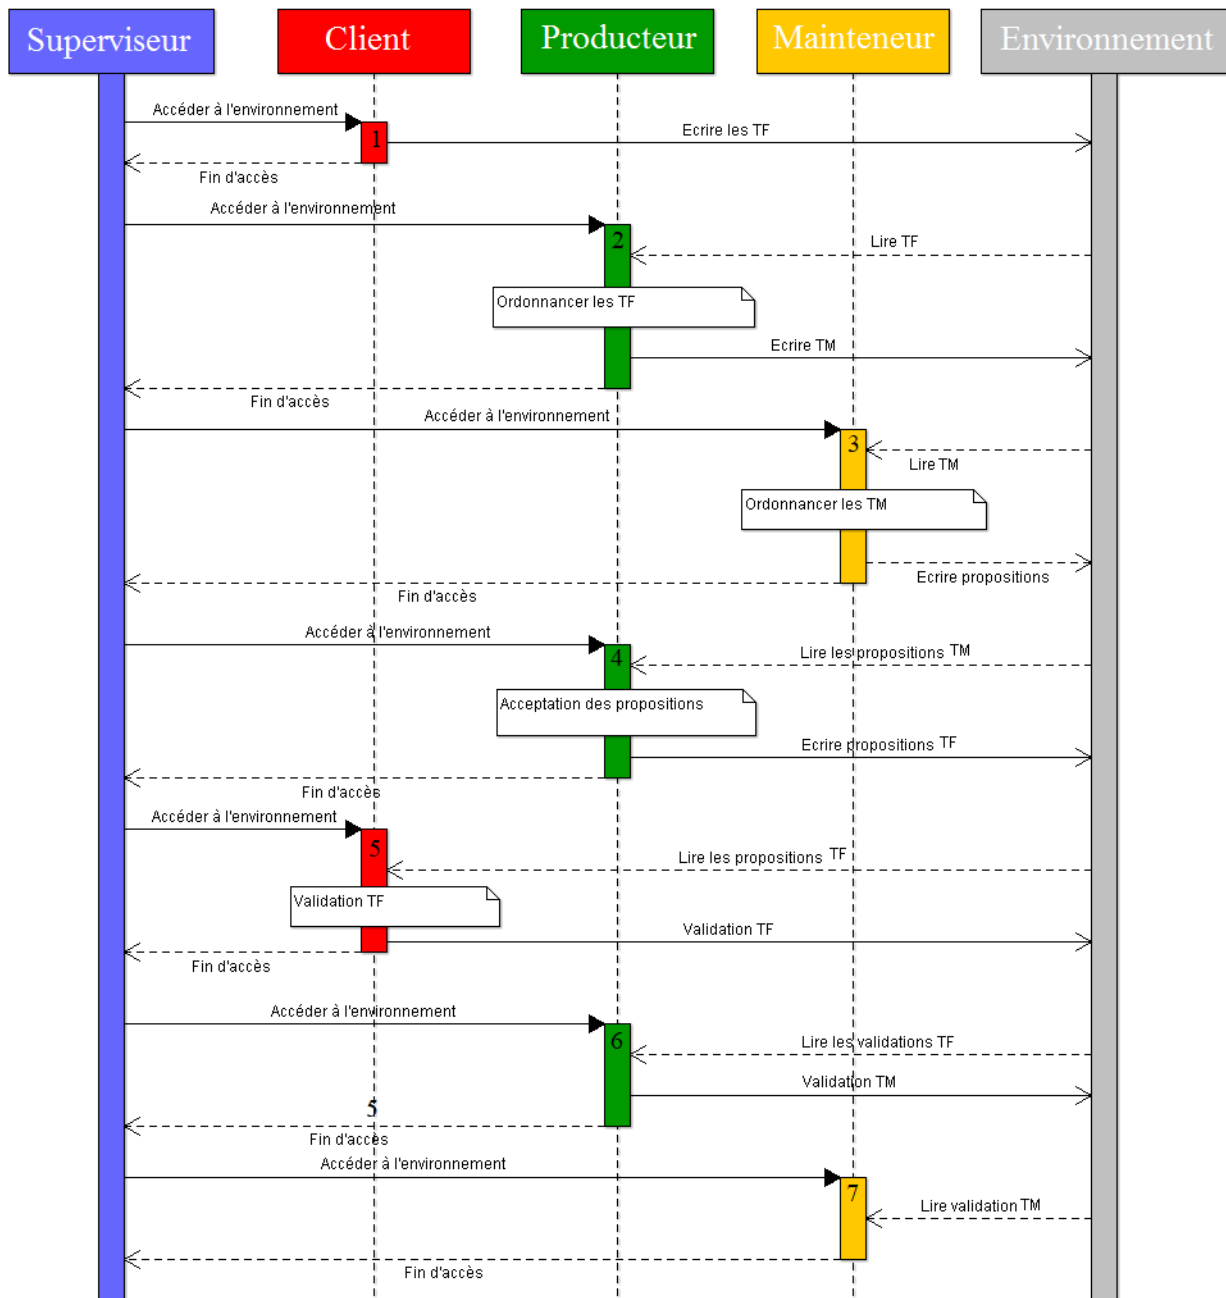 Superviseur
Client
Producteur
Mainteneur
Environnement
Accéder à l'environnement
1
Ecrire les TF
Fin d'accès
Accéder à l'environnement
2
Lire TF
Ordonnancer les TF
Ecrire TM
Fin d'accès
Accéder à l'environnement
3
Lire TM
Ordonnancer les TM
Ecrire propositions
Fin d'accès
Accéder à l'environnement
4
Lire les propositions TM
Acceptation des propositions
Ecrire propositions TF
Fin d'accès
Accéder à l'environnement
5
Lire les propositions TF
Validation TF
Validation TF
Fin d'accès
Accéder à l'environnement
6
Lire les validations TF
Validation TM
5
Fin d'accès
Accéder à l'environnement
7
Lire validation TM
Fin d'accès